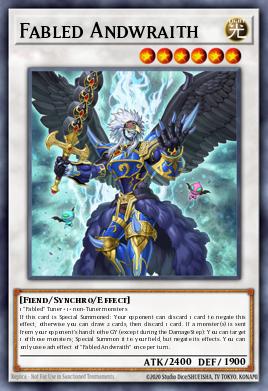 Fabled Andwraith
LIGHT
光
[Fiend/Synchro/Effect]
1 "Fabled" Tuner + 1+ non-Tuner monsters
If this card is Special Summoned: Your opponent can discard 1 card to negate this
effect, otherwise you can draw 2 cards, then discard 1 card. If a monster(s) is sent
from your opponent's hand to the GY (except during the Damage Step): You can target
1 of those monsters; Special Summon it to your field, but negate its effects. You can
only use each effect of "Fabled Andwraith" once per turn.
ATK/2400 DEF/1900
Replica - Not For Use in Sanctioned Tournaments
©2020 Studio Dice/SHUEISHA, TV TOKYO, KONAMI